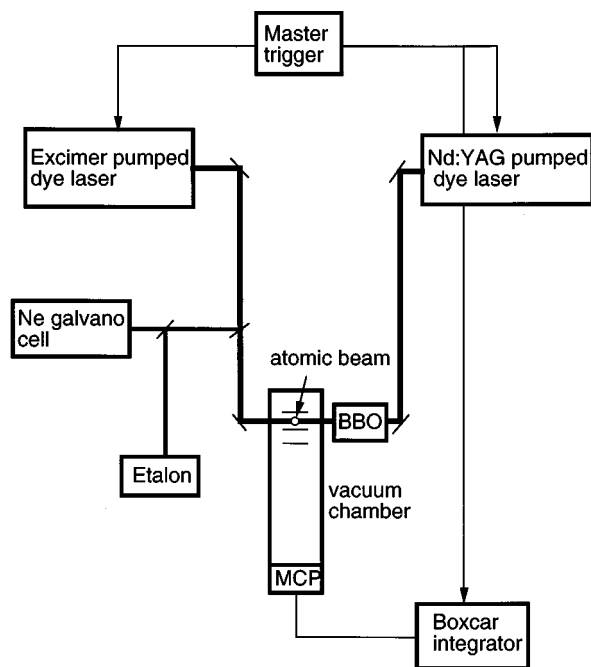 Master
trigger
Excimer pumped
dye laser
Nd:YAG pumped
dye laser
Ne galvano
cell
atomic beam
BBO
Etalon
vacuum
chamber
MCP
Boxcar
integrator